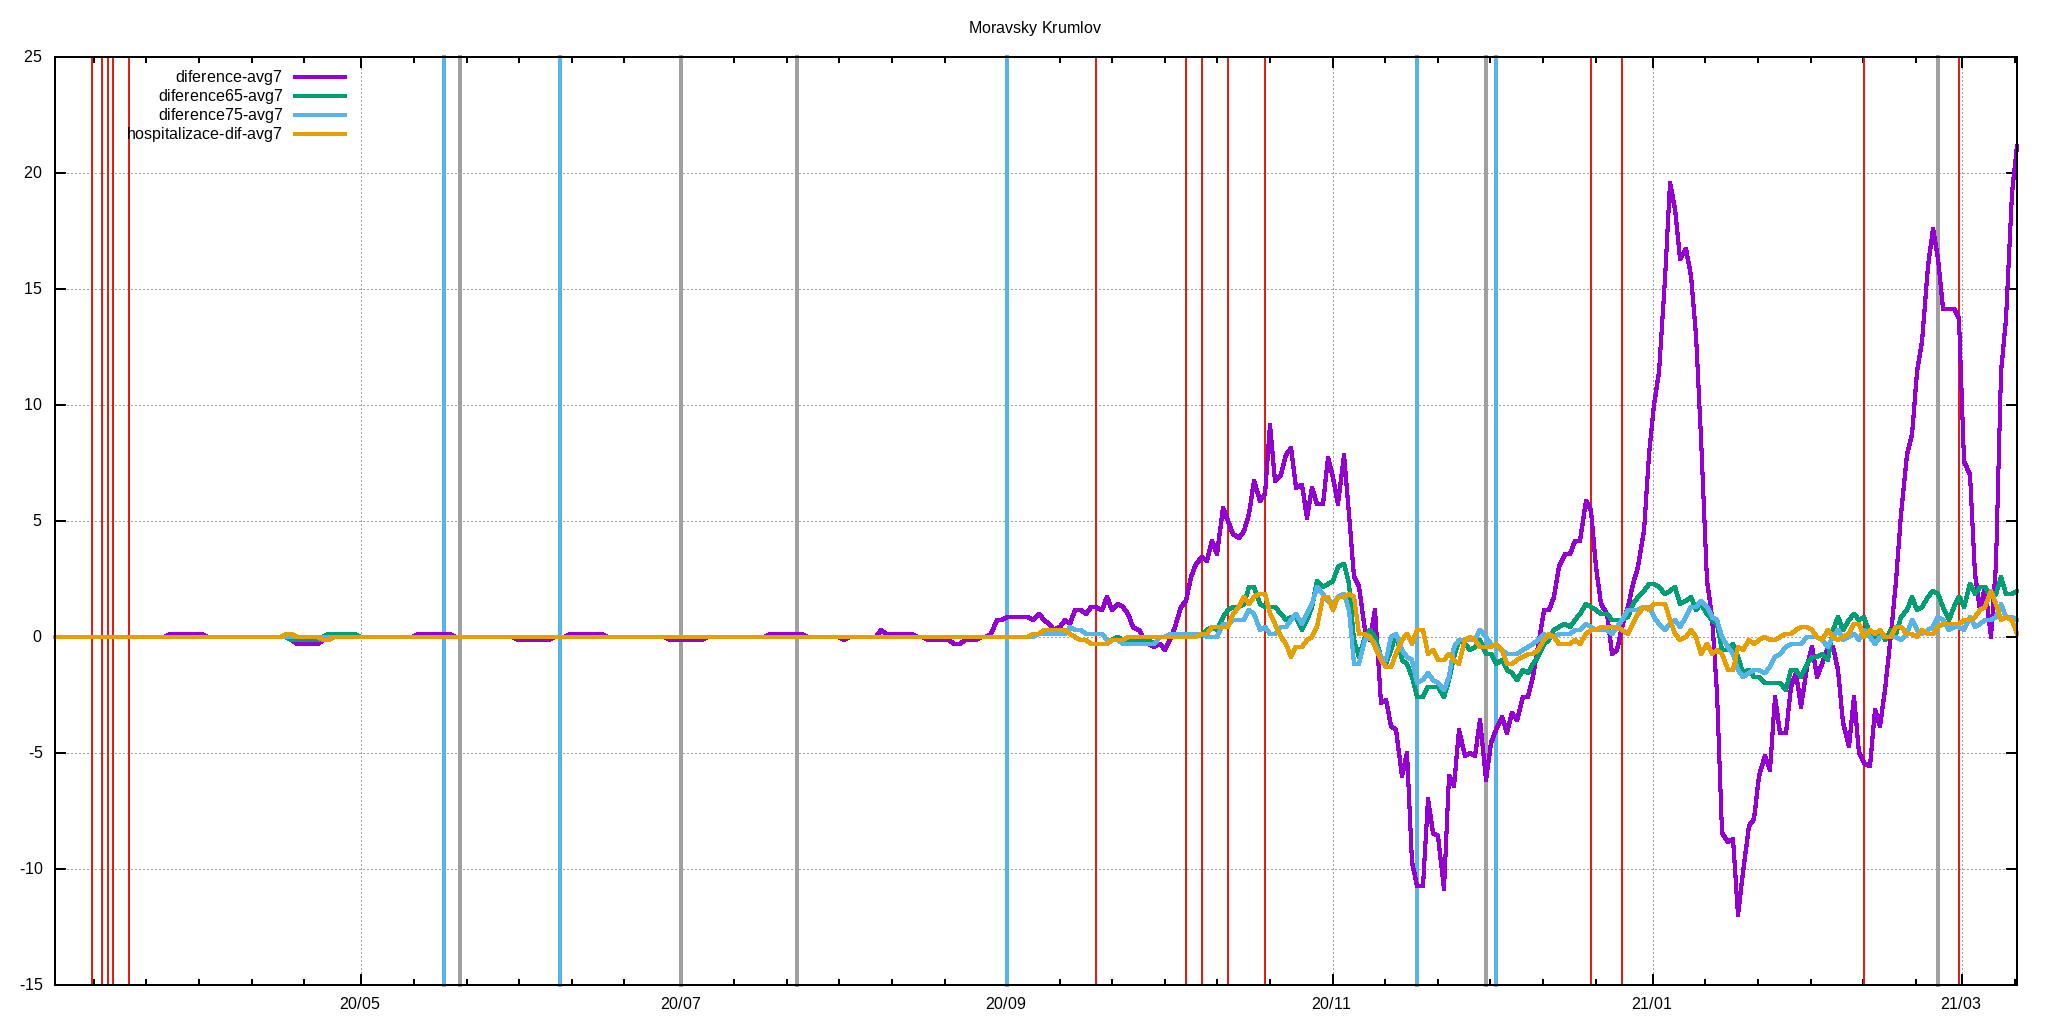 Moravsky Krumlov
25
diference-avg7
diference65-avg7
diference75-avg7
hospitalizace-dif-avg7
20
15
10
5
0
-5
-10
-15
20/05 20/07 20/09 20/11 21/01 21/03